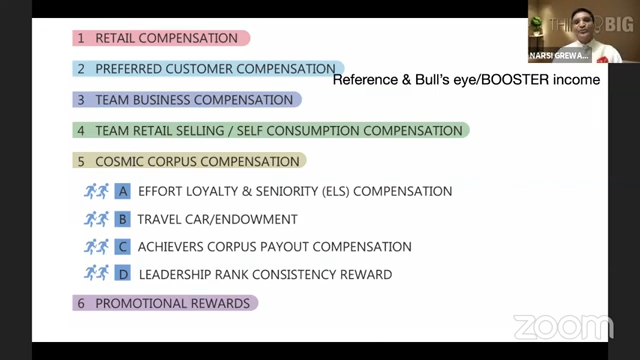 THINK BIG
NARSI GREWA...
1 RETAIL COMPENSATION
2 PREFERRED CUSTOMER COMPENSATION
Reference & Bull's eye/BOOSTER income
3 TEAM BUSINESS COMPENSATION
4 TEAM RETAIL SELLING / SELF CONSUMPTION COMPENSATION
5 COSMIC CORPUS COMPENSATION
A EFFORT LOYALTY & SENIORITY (ELS) COMPENSATION
B TRAVEL CAR/ENDOWMENT
C ACHIEVERS CORPUS PAYOUT COMPENSATION
D LEADERSHIP RANK CONSISTENCY REWARD
6 PROMOTIONAL REWARDS
zoom